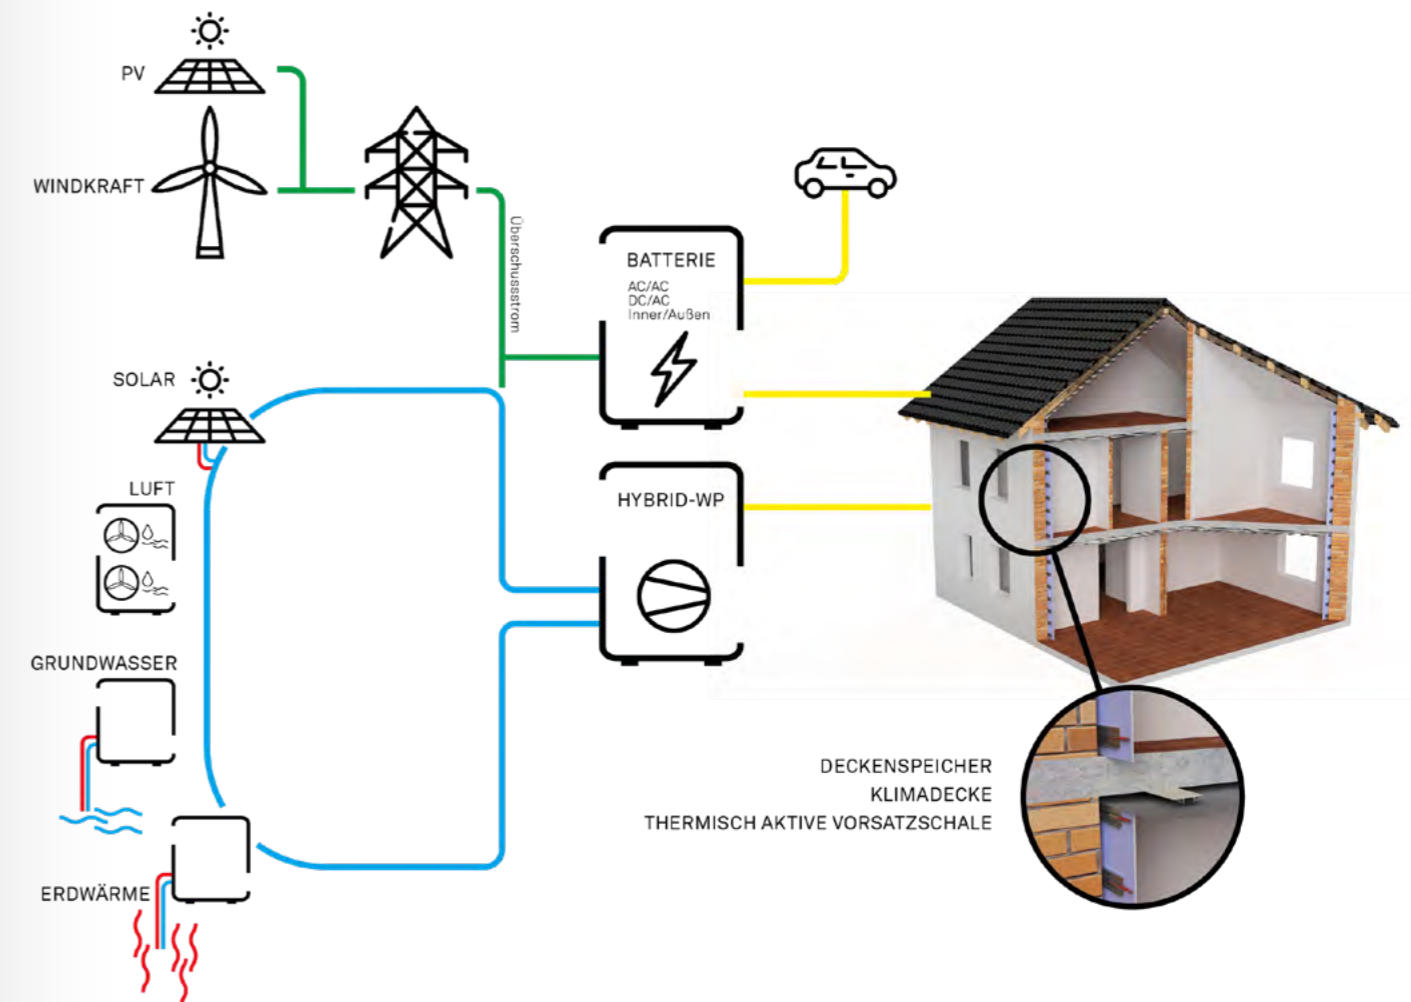 PV
WINDKRAFT
Überschussstrom
BATTERIE
AC/AC
DC/AC
Inner/Außen
SOLAR
LUFT
HYBRID-WP
GRUNDWASSER
DECKENSPEICHER
KLIMADECKE
THERMISCH AKTIVE VORSATZSCHALE
ERDWÄRME